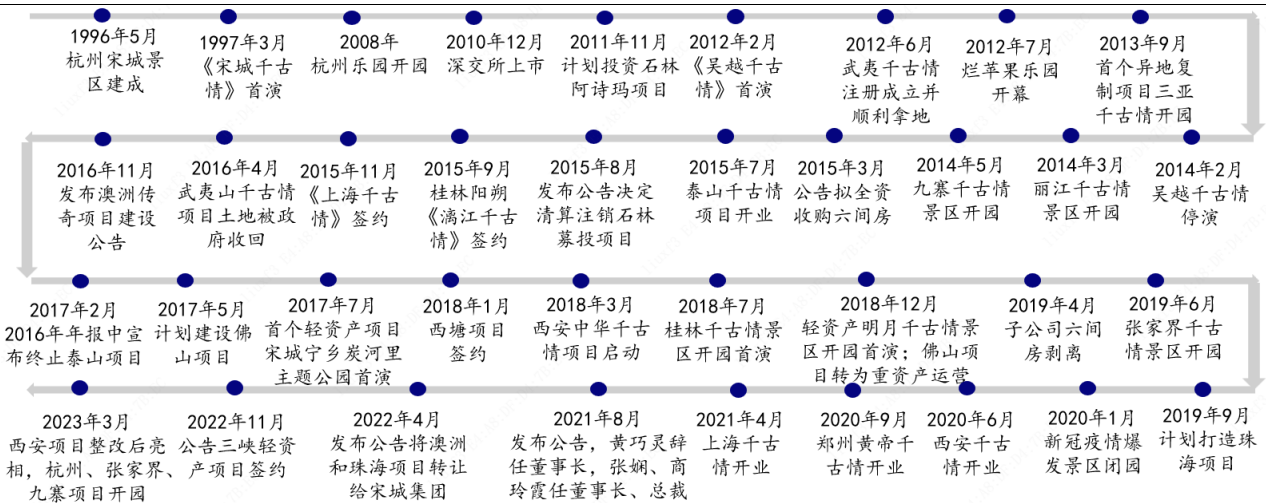 1996年5月
杭州宋城景
区建成
1997年3月
《宋城千古
情》首演
2008年
杭州乐园开园
2010年12月
深交所上市
2011年11月
计划投资石林
阿诗玛项目
2012年2月
《吴越千古
情》首演
2012年6月
武夷千古情
注册成立并
顺利拿地
2012年7月
烂苹果乐园
开幕
2013年9月
首个异地复
制项目三亚
千古情开园
2014年2月
吴越千古情
停演
2014年3月
丽江千古情
景区开园
2014年5月
九寨千古情
景区开园
2015年3月
公告拟全资
收购六间房
2015年7月
泰山千古情
项目开业
2015年8月
发布公告决定
清算注销石林
募投项目
2015年9月
桂林阳朔
《漓江千古
情》签约
2015年11月
《上海千古
情》签约
2016年4月
武夷山千古情
项目土地被政
府收回
2016年11月
发布澳洲传
奇项目建设
公告
2017年2月
2016年年报中宣
布终止泰山项目
2017年5月
计划建设佛
山项目
2017年7月
首个轻资产项目
宋城宁乡炭河里
主题公园首演
2018年1月
西塘项目
签约
2018年3月
西安中华千古
情项目启动
2018年7月
桂林千古情景
区开园首演
2018年12月
轻资产明月千古情景
区开园首演；佛山项
目转为重资产运营
2019年4月
子公司六间
房剥离
2019年6月
张家界千古
情景区开园
2019年9月
计划打造珠
海项目
2020年1月
新冠疫情爆
发景区闭园
2020年6月
西安千古
情开业
2020年9月
郑州黄帝千
古情开业
2021年4月
上海千古
情开业
2021年8月
发布公告，黄巧灵辞
任董事长，张娴、商
玲霞任董事长、总裁
2022年4月
发布公告将澳洲
和珠海项目转让
给宋城集团
2022年11月
公告三峡轻资
产项目签约
2023年3月
西安项目整改后亮
相，杭州、张家界、
九寨项目开园